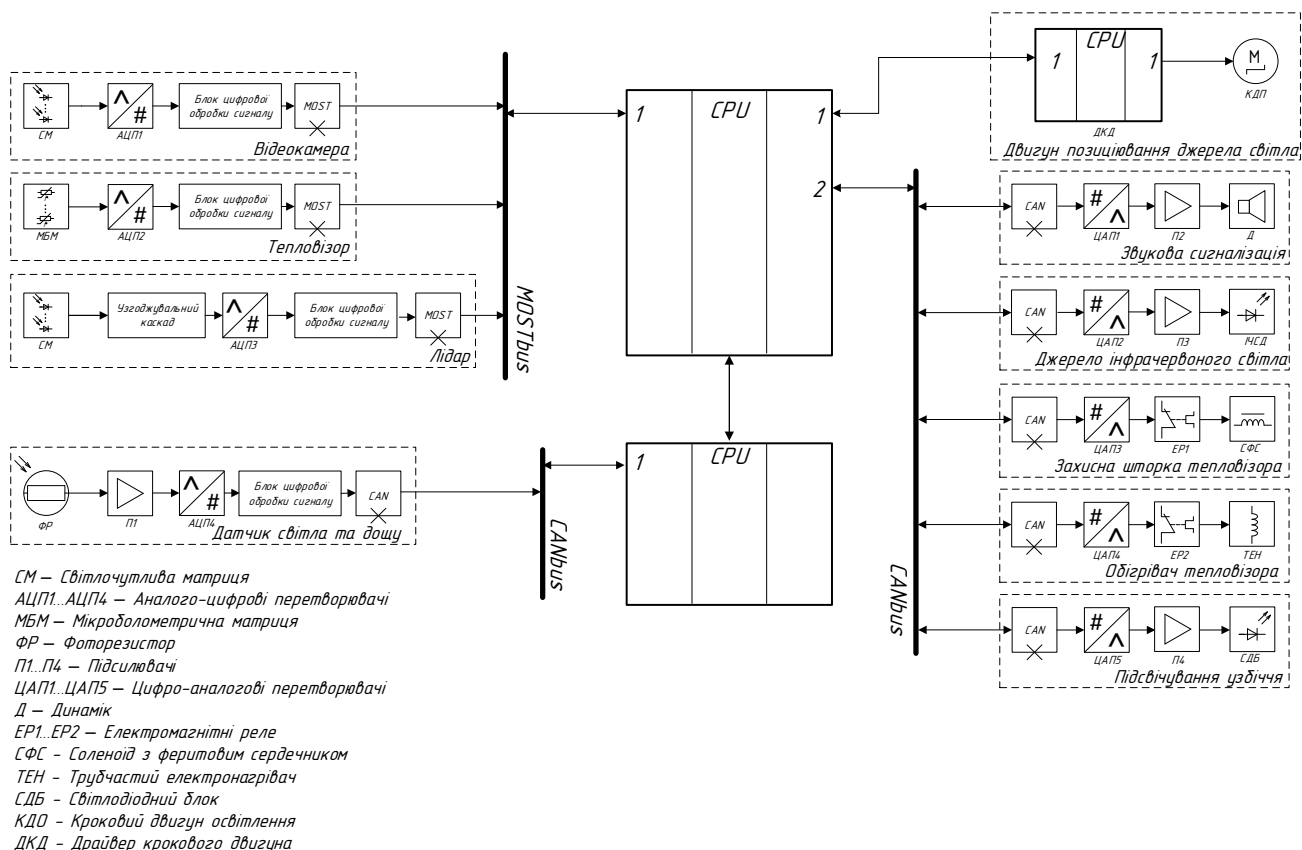 СМ
^
#
АЦП1
Блок цифрової
обробки сигналу
MOST
Відеокамера
МБМ
^
#
АЦП2
Блок цифрової
обробки сигналу
MOST
Тепловізор
СМ
Узгоджувальний
каскад
^
#
АЦП3
Блок цифрової
обробки сигналу
MOST
Лідар
MOSTbus
ФР
П1
^
#
АЦП4
Блок цифрової
обробки сигналу
CAN
Датчик світла та дощу
CANbus
1
CPU
1
2
1
CPU
1
CPU
1
ДКД
M
КДП
Двигун позиціювання джерела світла
CANbus
CAN
#
^
ЦАП1
П2
Д
Звукова сигналізація
CAN
#
^
ЦАП2
П3
ІЧСД
Джерело інфрачервоного світла
CAN
#
^
ЦАП3
ЕР1
СФС
Захисна шторка тепловізора
CAN
#
^
ЦАП4
ЕР2
ТЕН
Обігрівач тепловізора
CAN
#
^
ЦАП5
П4
СДБ
Підсвічування узбіччя
СМ – Світлочутлива матриця
АЦП1...АЦП4 – Аналого-цифрові перетворювачі
МБМ – Мікроболометрична матриця
ФР – Фоторезистор
П1...П4 – Підсилювачі
ЦАП1...ЦАП5 – Цифро-аналогові перетворювачі
Д – Динамік
ЕР1...ЕР2 – Електромагнітні реле
СФС - Соленоїд з феритовим сердечником
ТЕН - Трубчастий електронагрівач
СДБ - Світлодіодний блок
КДО - Кроковий двигун освітлення
ДКД - Драйвер крокового двигуна